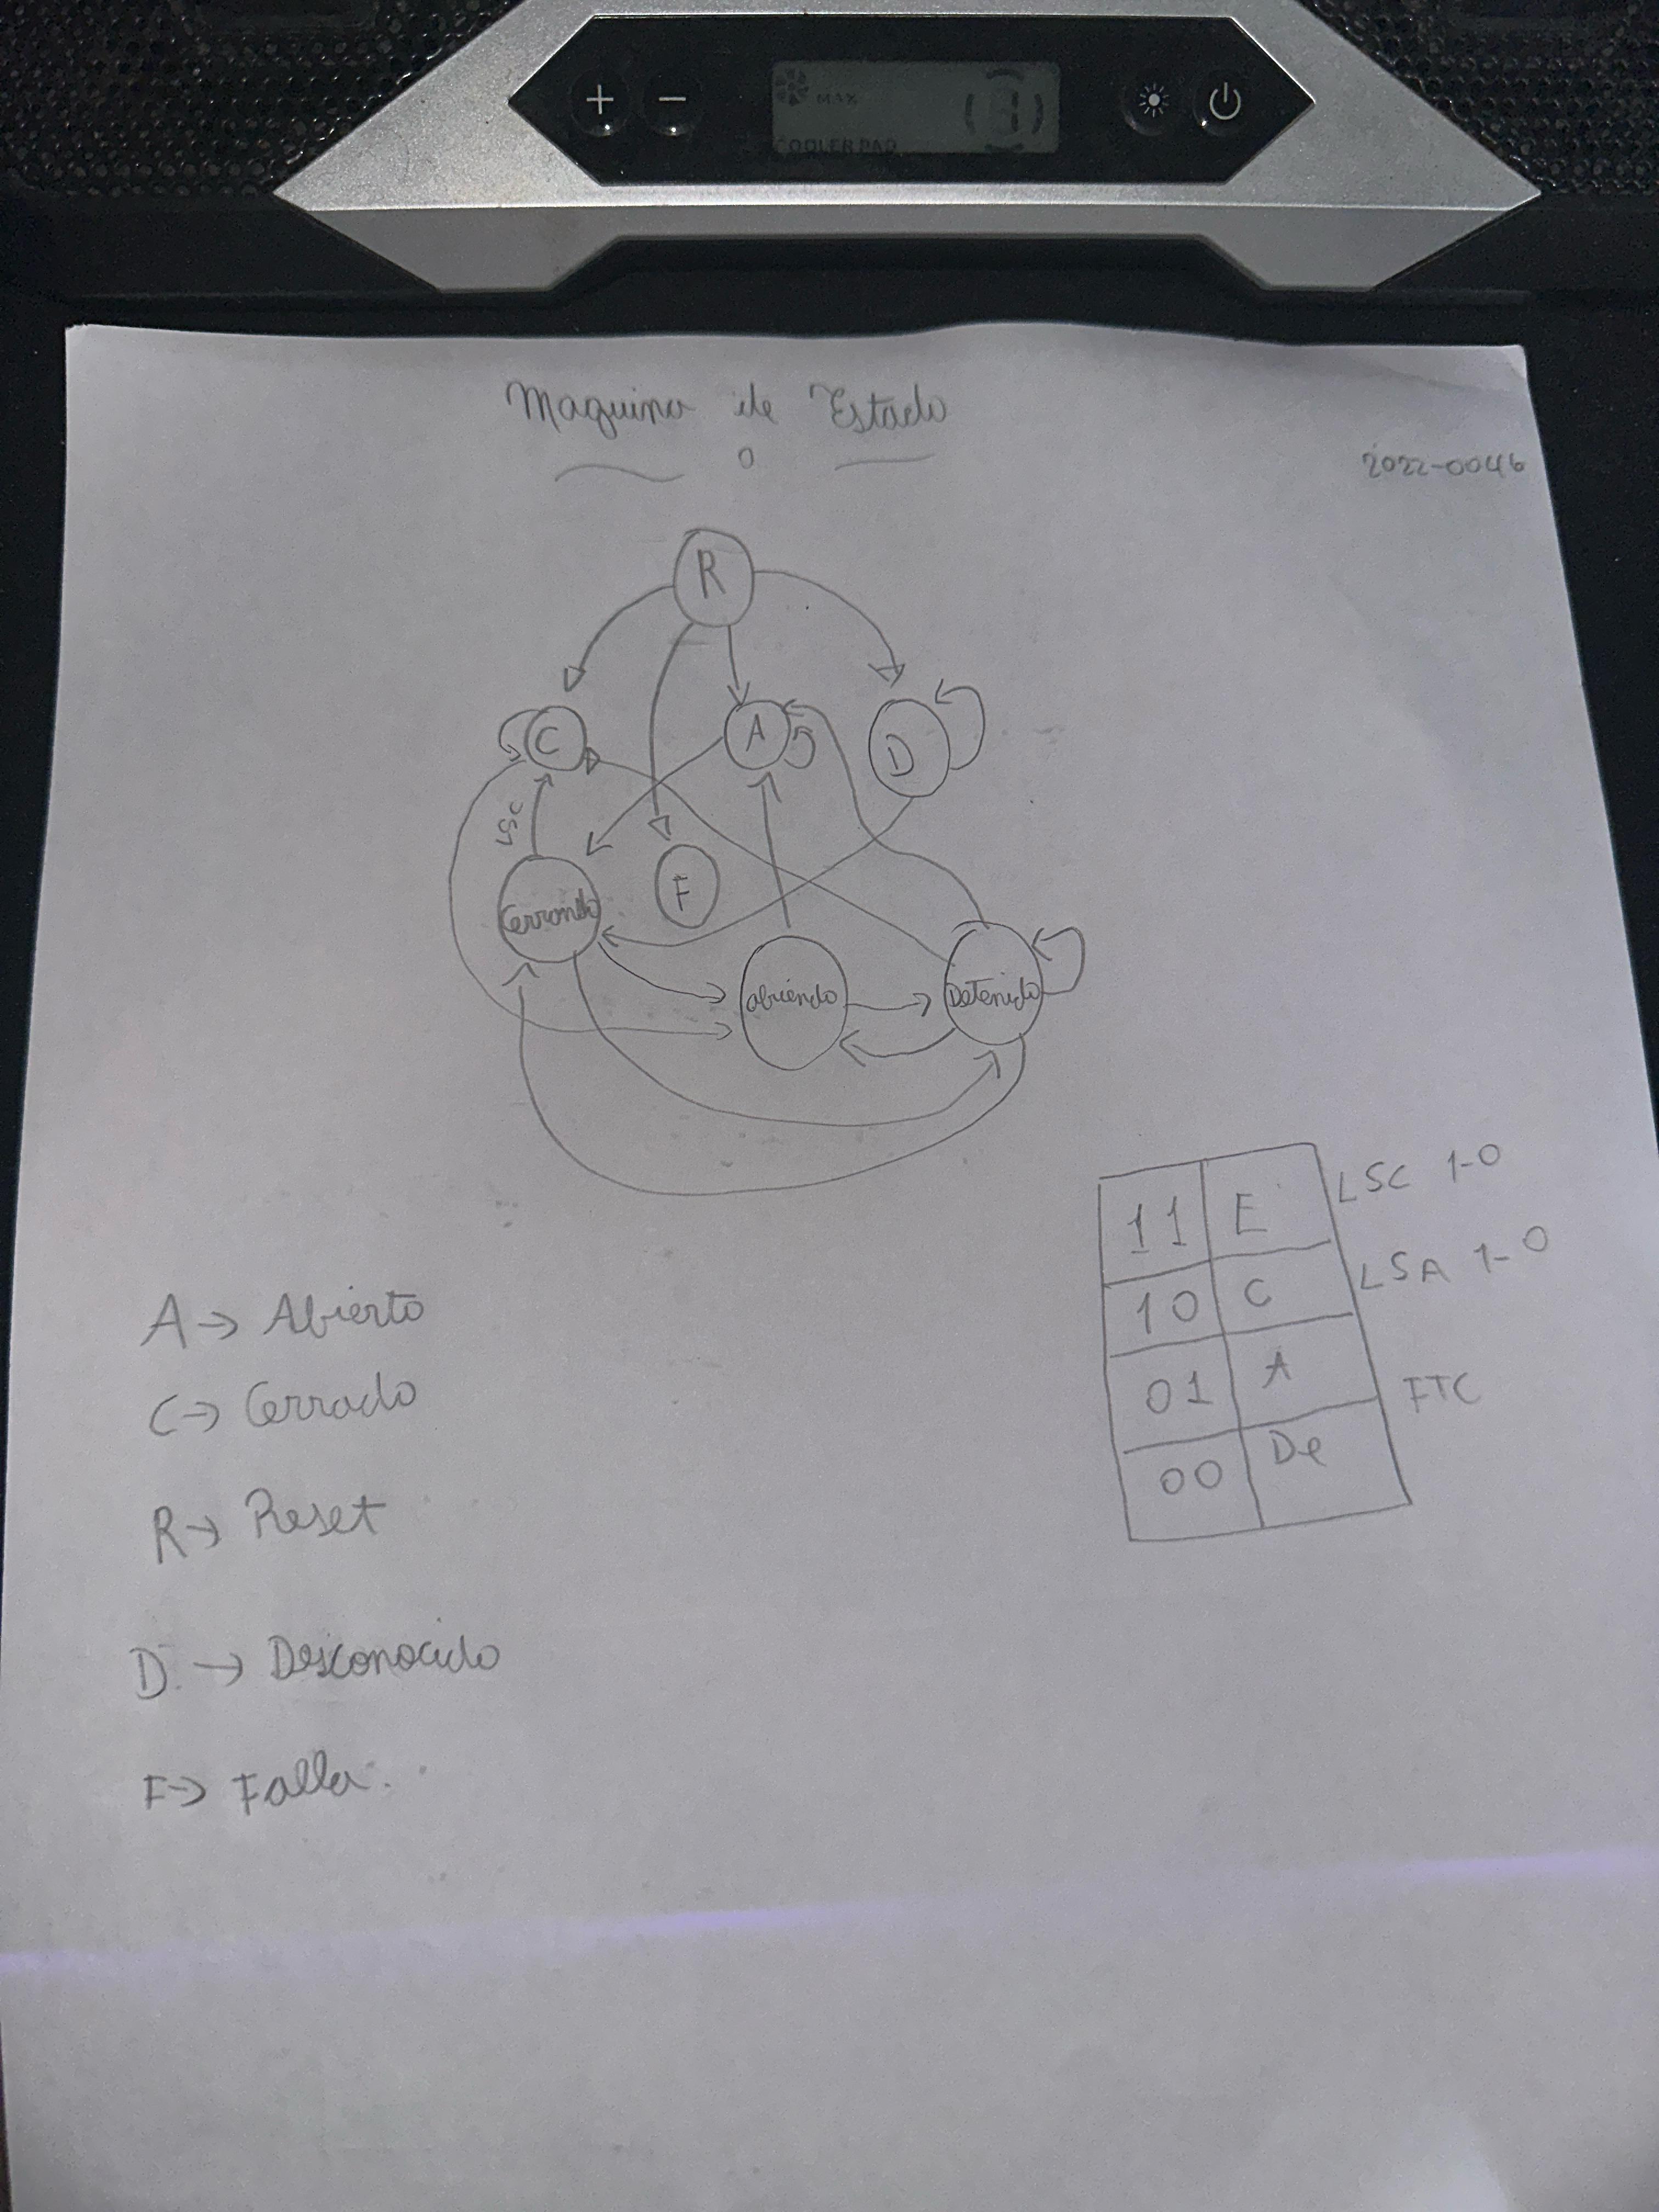 MAX
COOLER PAD
Maquina de Estado
2022-0046
R
C
A
D
LSC
Cerrando
F
abriendo
Detenido
11 E LSC 1-0
10 C LSA 1-0
01 A FTC
00 De
A → Abierto
C → Cerrado
R → Reset
D → Desconocido
F → Falla